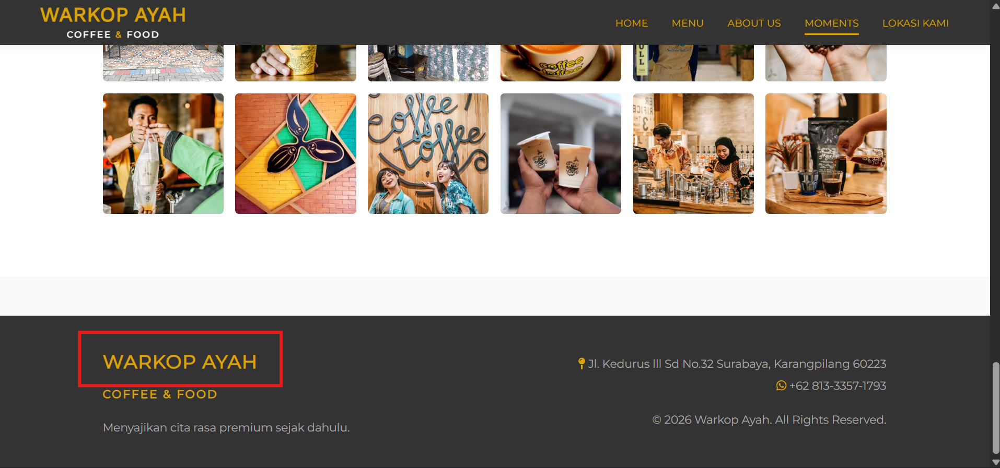 WARKOP AYAH
COFFEE & FOOD
HOME
MENU
ABOUT US
MOMENTS
LOKASI KAMI
coffee
toffee
coffee
toffee
WARKOP AYAH
COFFEE & FOOD
Menyajikan cita rasa premium sejak dahulu.
Jl. Kedurus lll Sd No.32 Surabaya, Karangpilang 60223
+62 813-3357-1793
© 2026 Warkop Ayah. All Rights Reserved.